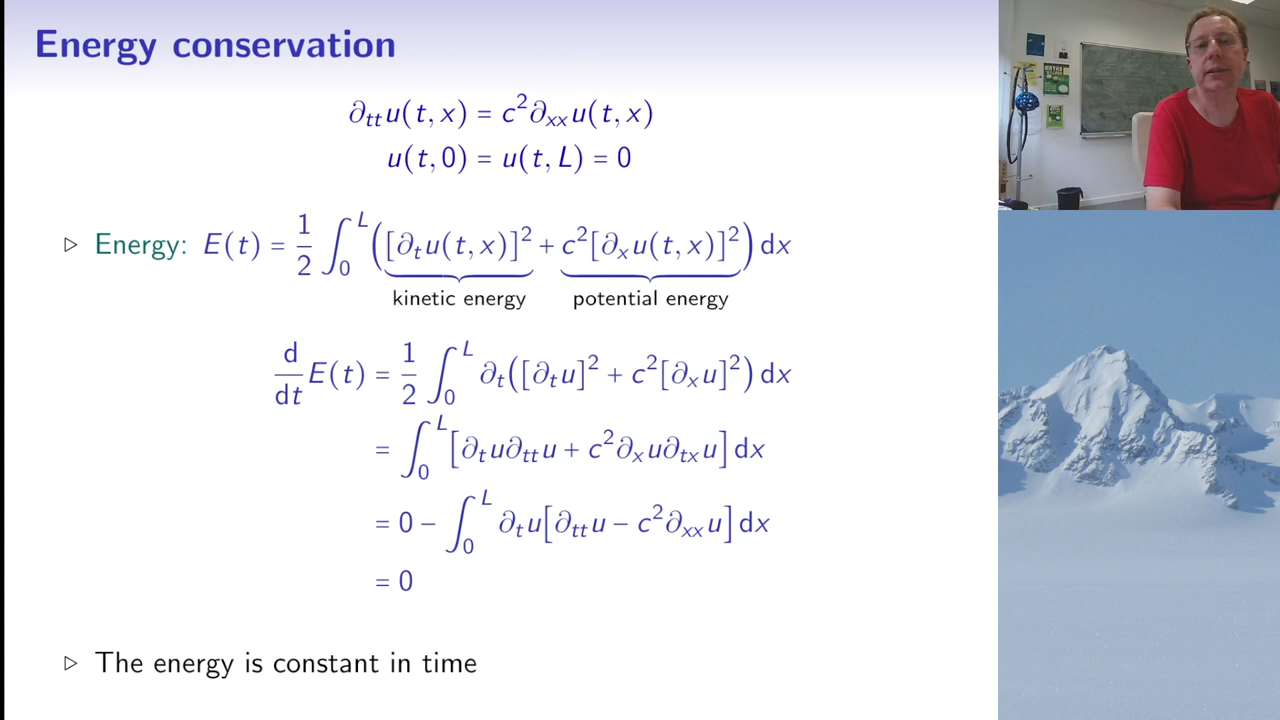 Energy conservation
∂ₜₜu(t, x) = c²∂ₓₓu(t, x)
u(t, 0) = u(t, L) = 0
▷ Energy: E(t) = 1/2 ∫₀ᴸ ([∂ₜu(t, x)]² + c²[∂ₓu(t, x)]²) dx
kinetic energy potential energy
d/dt E(t) = 1/2 ∫₀ᴸ ∂ₜ([∂ₜu]² + c²[∂ₓu]²) dx
= ∫₀ᴸ [∂ₜu∂ₜₜu + c²∂ₓu∂ₜₓu] dx
= 0 − ∫₀ᴸ ∂ₜu[∂ₜₜu − c²∂ₓₓu] dx
= 0
▷ The energy is constant in time